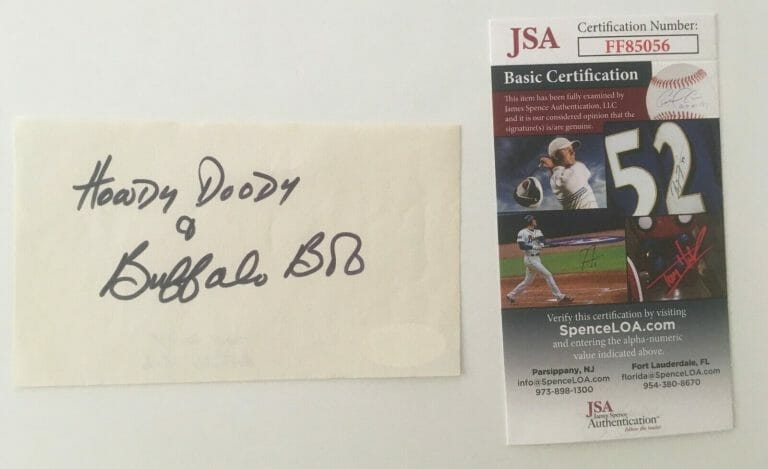 Howdy Doody
&
Buffalo Bob
JSA
Certification Number:
FF85056
Basic Certification
This item has been fully examined by
James Spence Authentication, LLC
and it is our considered opinion that the
signature(s) is/are genuine.
52
Verify this certification by visiting
SpenceLOA.com
and entering the alpha-numeric
value indicated above.
Parsippany, NJ
info@SpenceLOA.com
973-898-1300
Fort Lauderdale, FL
florida@SpenceLOA.com
954-380-8670
JSA
James Spence
Authentication
follow the leader